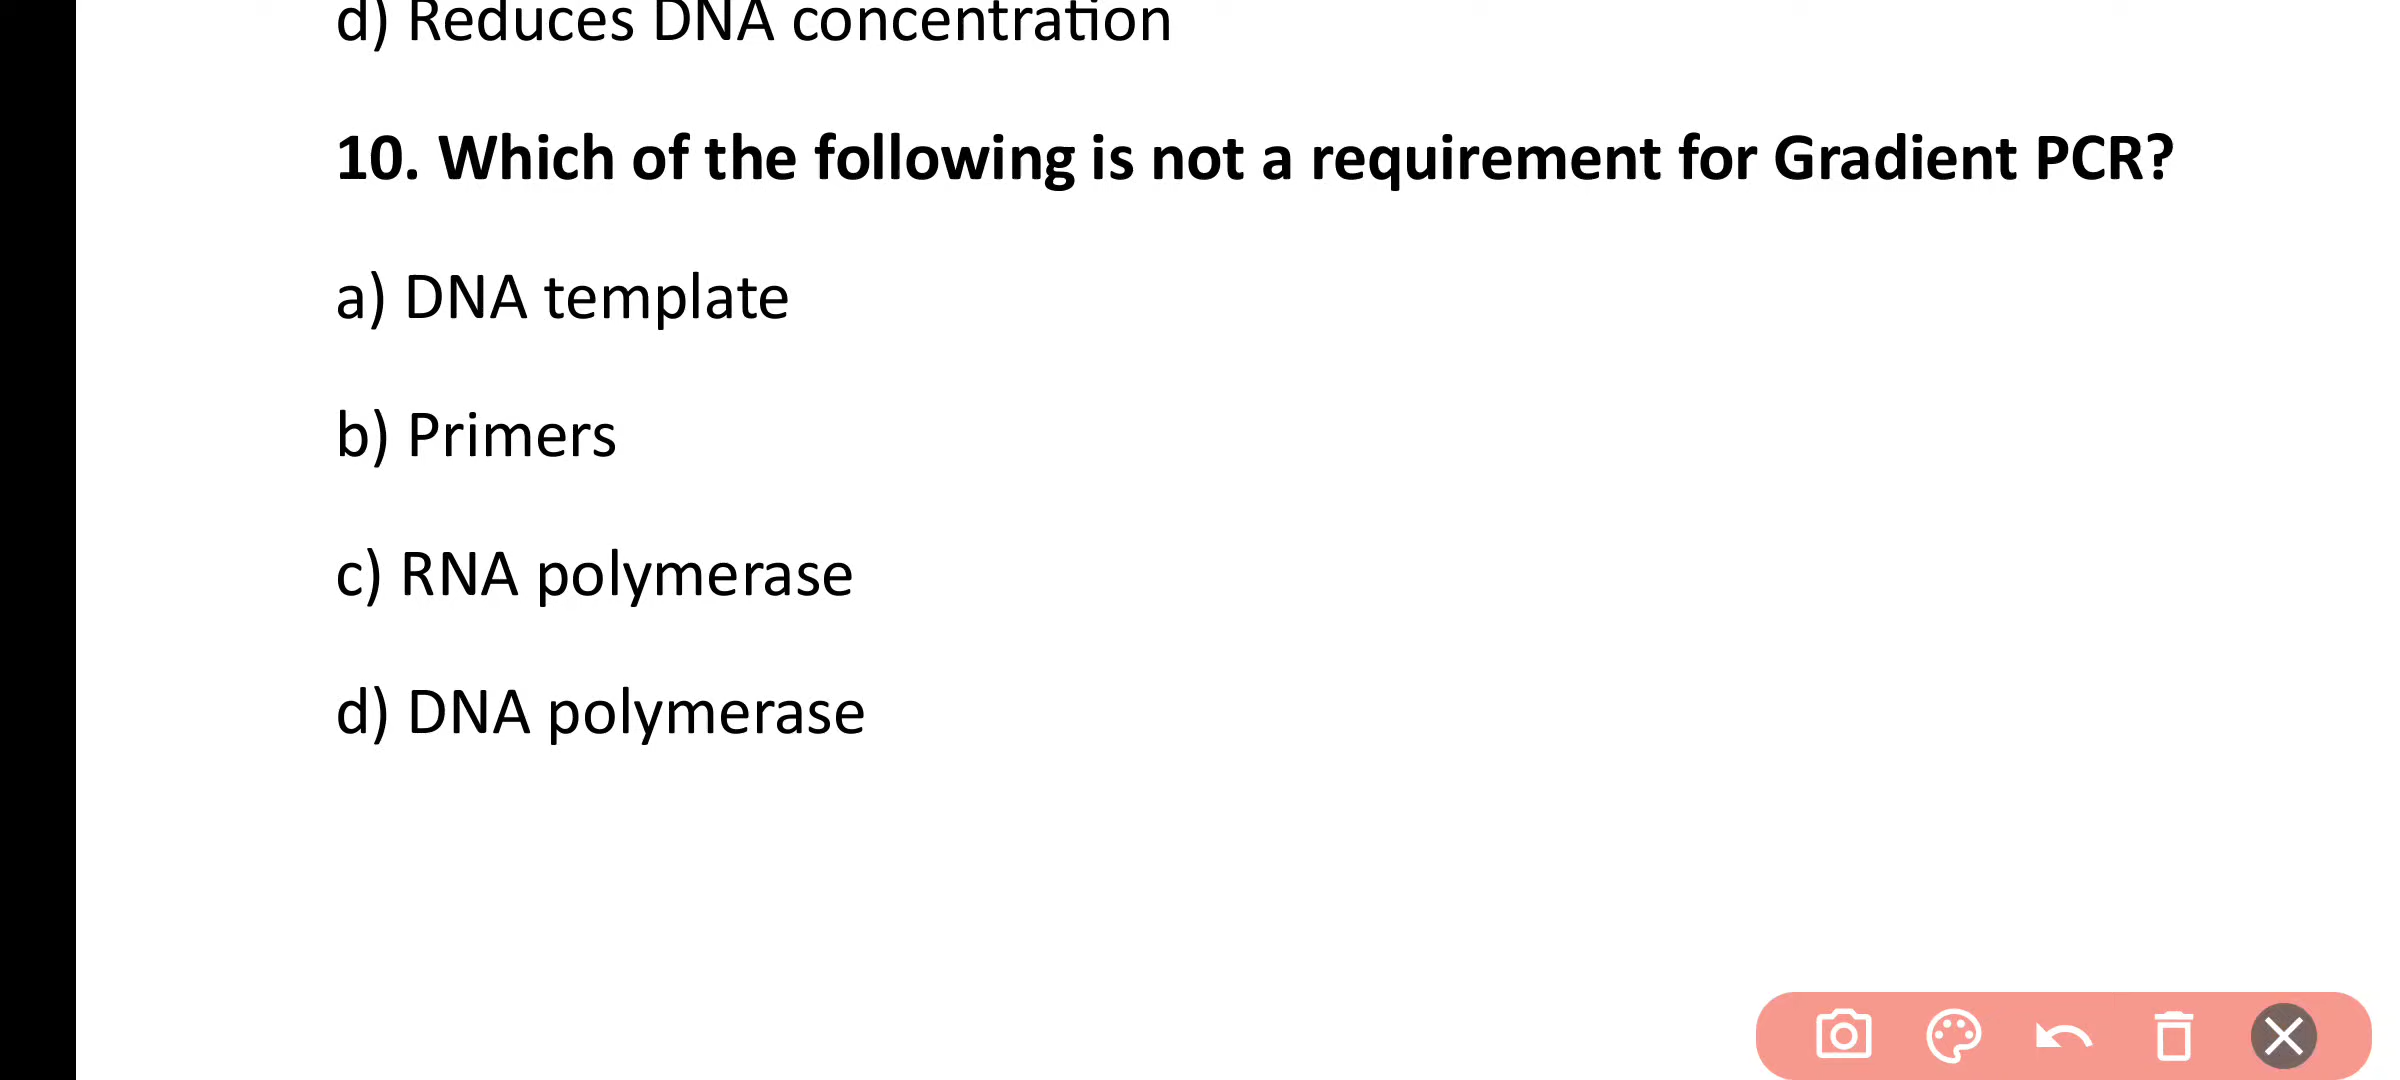 d) Reduces DNA concentration
10. Which of the following is not a requirement for Gradient PCR?
a) DNA template
b) Primers
c) RNA polymerase
d) DNA polymerase